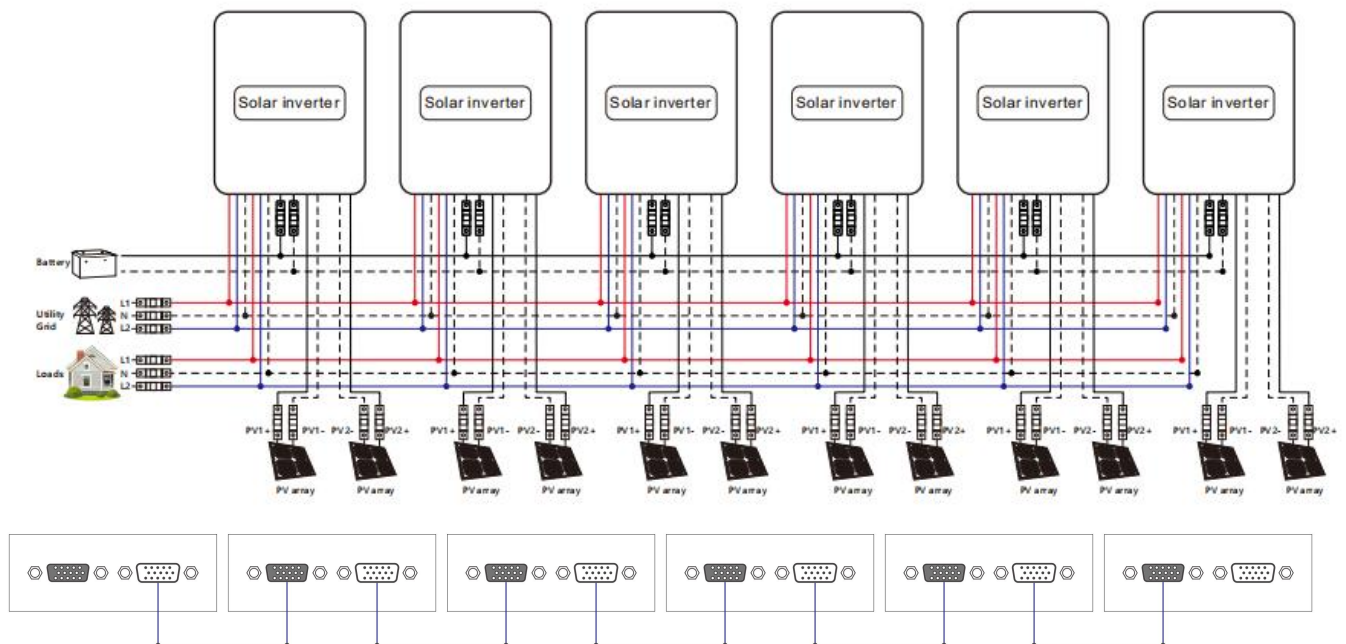 Solar inverter Solar inverter Solar inverter Solar inverter Solar inverter Solar inverter
Battery
L1
Utility N
Grid L2
L1
Loads N
L2
PV1+ PV1- PV2- PV2+ PV1+ PV1- PV2- PV2+ PV1+ PV1- PV2- PV2+ PV1+ PV1- PV2- PV2+ PV1+ PV1- PV2- PV2+ PV1+ PV1- PV2- PV2+
PV array PV array PV array PV array PV array PV array PV array PV array PV array PV array PV array PV array